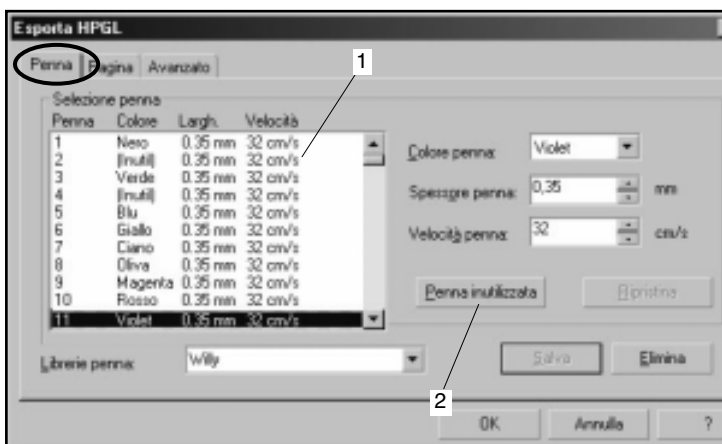 Esporta HPGL
Penna Pagina Avanzato
1
Selezione penna
Penna Colore Largh. Velocità
1 Nero 0.35 mm 32 cm/s
2 (Inutil) 0.35 mm 32 cm/s
3 Verde 0.35 mm 32 cm/s
4 (Inutil) 0.35 mm 32 cm/s
5 Blu 0.35 mm 32 cm/s
6 Giallo 0.35 mm 32 cm/s
7 Ciano 0.35 mm 32 cm/s
8 Oliva 0.35 mm 32 cm/s
9 Magenta 0.35 mm 32 cm/s
10 Rosso 0.35 mm 32 cm/s
11 Violet 0.35 mm 32 cm/s
Colore penna: Violet
Spessore penna: 0,35 mm
Velocità penna: 32 cm/s
Penna inutilizzata Ripristina
Librerie penna: Willy
Salva Elimina
2
OK Annulla ?